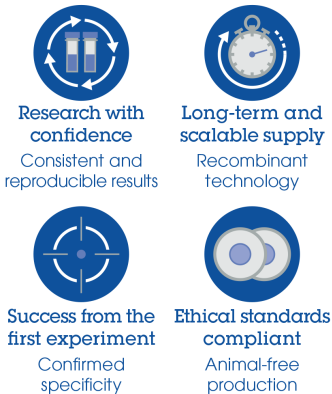 Research with
confidence
Consistent and
reproducible results
Long-term and
scalable supply
Recombinant
technology
Success from the
first experiment
Confirmed
specificity
Ethical standards
compliant
Animal-free
production